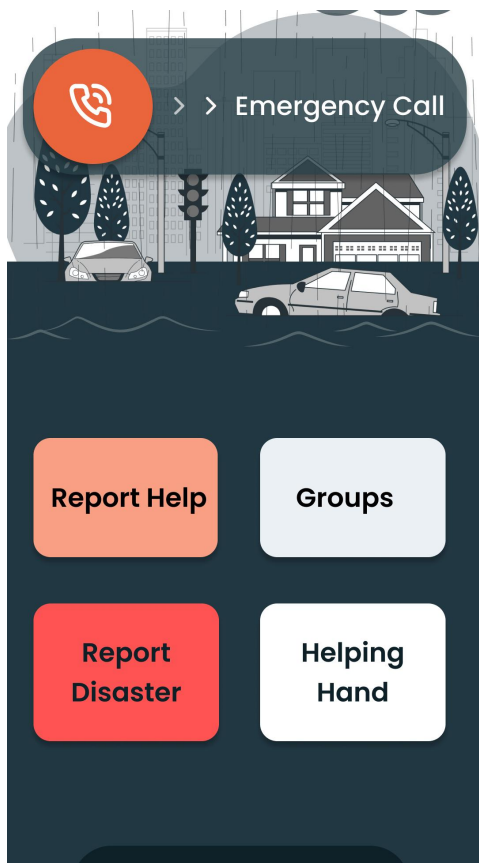 Emergency Call
Report Help
Groups
Report
Disaster
Helping
Hand